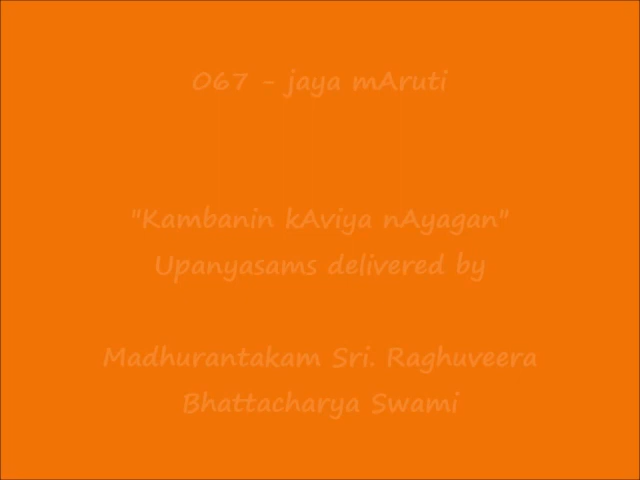 067 - jaya mAruti
"Kambanin kAviya nAyagan"
Upanyasams delivered by
Madhurantakam Sri. Raghuveera
Bhattacharya Swami